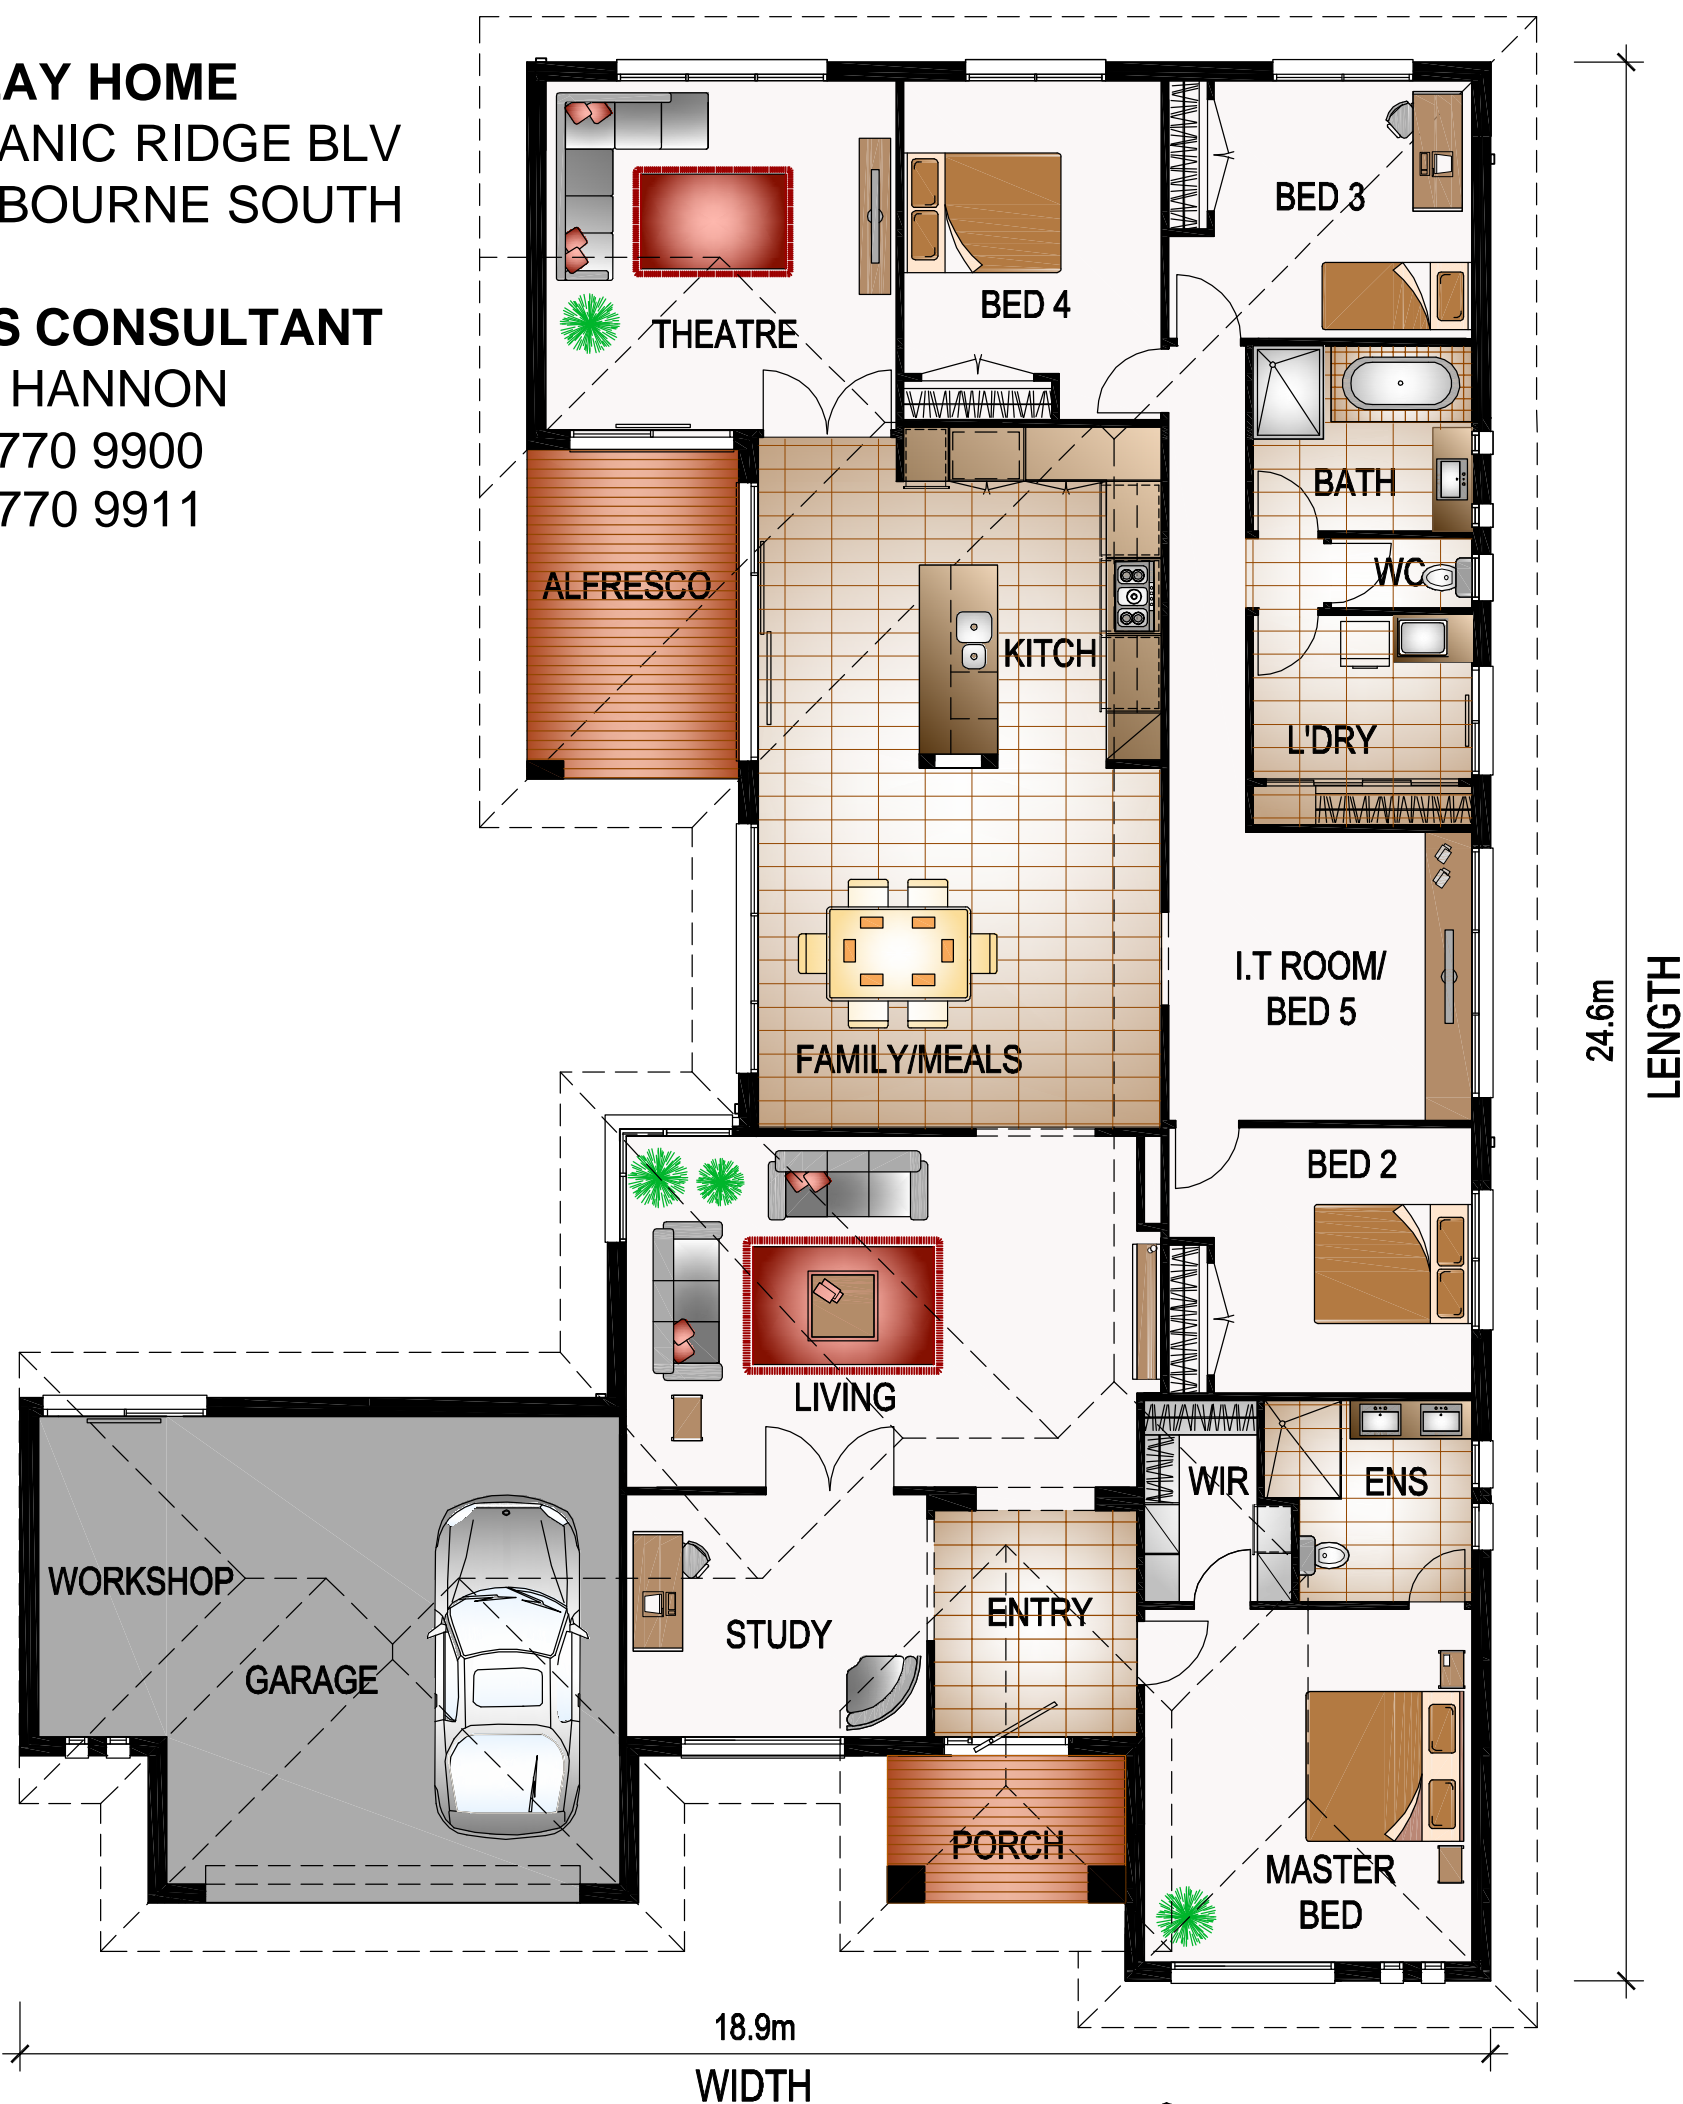 AY HOME
ANIC RIDGE BLV
BOURNE SOUTH
S CONSULTANT
HANNON
770 9900
770 9911
THEATRE
BED 4
BED 3
BATH
WC
ALFRESCO
KITCH
L'DRY
I.T ROOM/
BED 5
FAMILY/MEALS
24.6m
LENGTH
BED 2
LIVING
WIR
ENS
WORKSHOP
GARAGE
STUDY
ENTRY
PORCH
MASTER
BED
18.9m
WIDTH